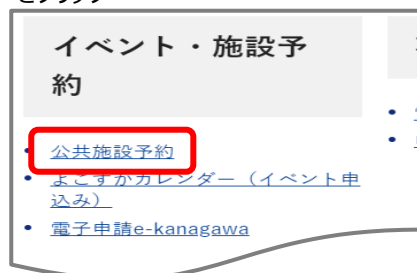 イベント・施設予
約
公共施設予約
よこすかカレンダー（イベント申
込み）
電子申請e-kanagawa